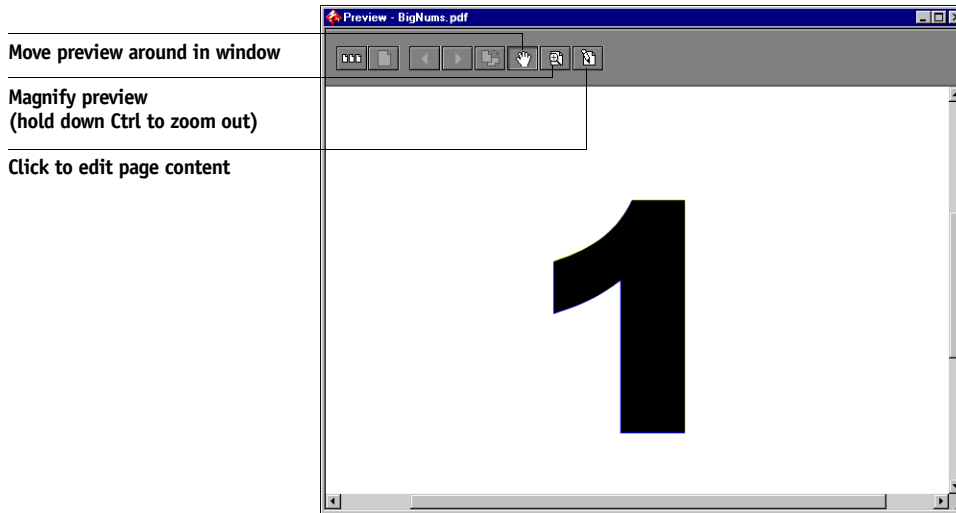 Preview - BigNums.pdf
Move preview around in window
Magnify preview
(hold down Ctrl to zoom out)
Click to edit page content
1